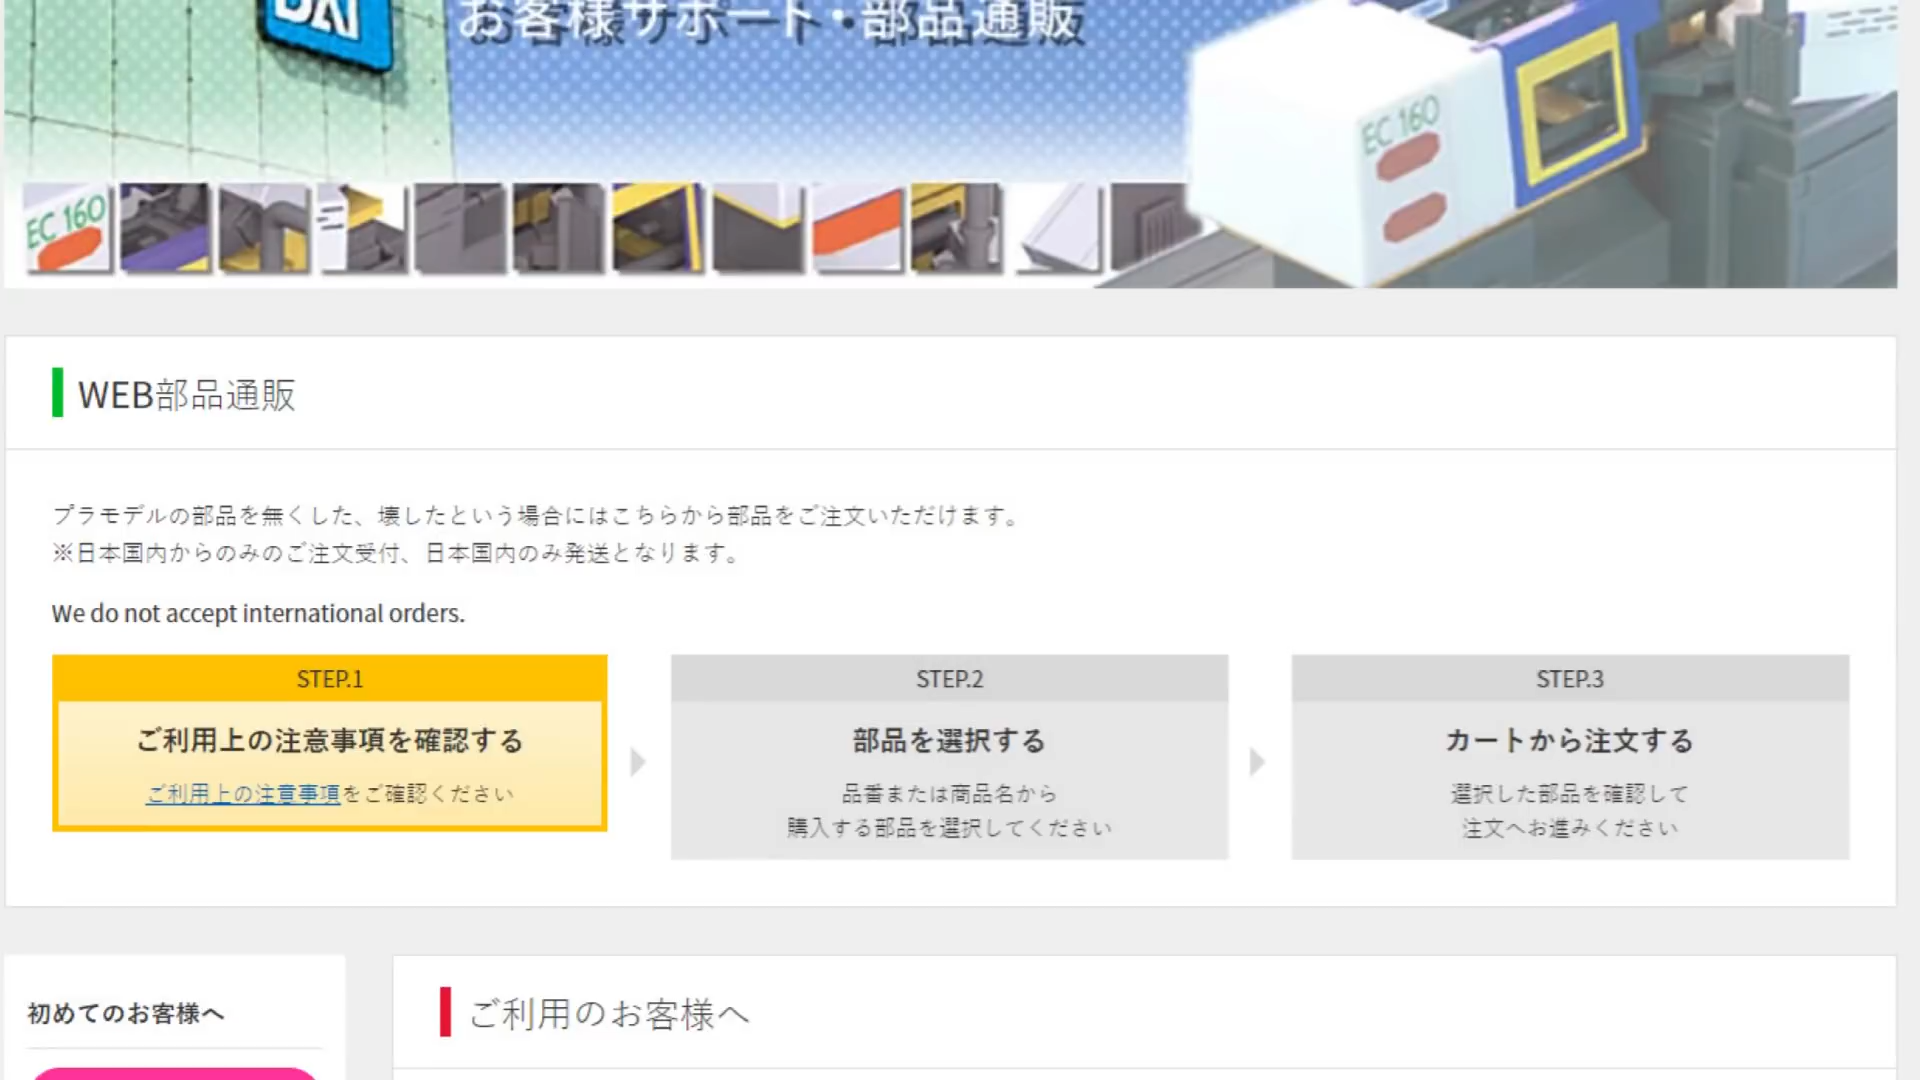 お客様サポート・部品通販
EC 160
EC 160
WEB部品通販
プラモデルの部品を無くした、壊したという場合にはこちらから部品をご注文いただけます。
※日本国内からのみのご注文受付、日本国内のみ発送となります。
We do not accept international orders.
STEP.1
ご利用上の注意事項を確認する
ご利用上の注意事項をご確認ください
STEP.2
部品を選択する
品番または商品名から
購入する部品を選択してください
STEP.3
カートから注文する
選択した部品を確認して
注文へお進みください
初めてのお客様へ
ご利用のお客様へ